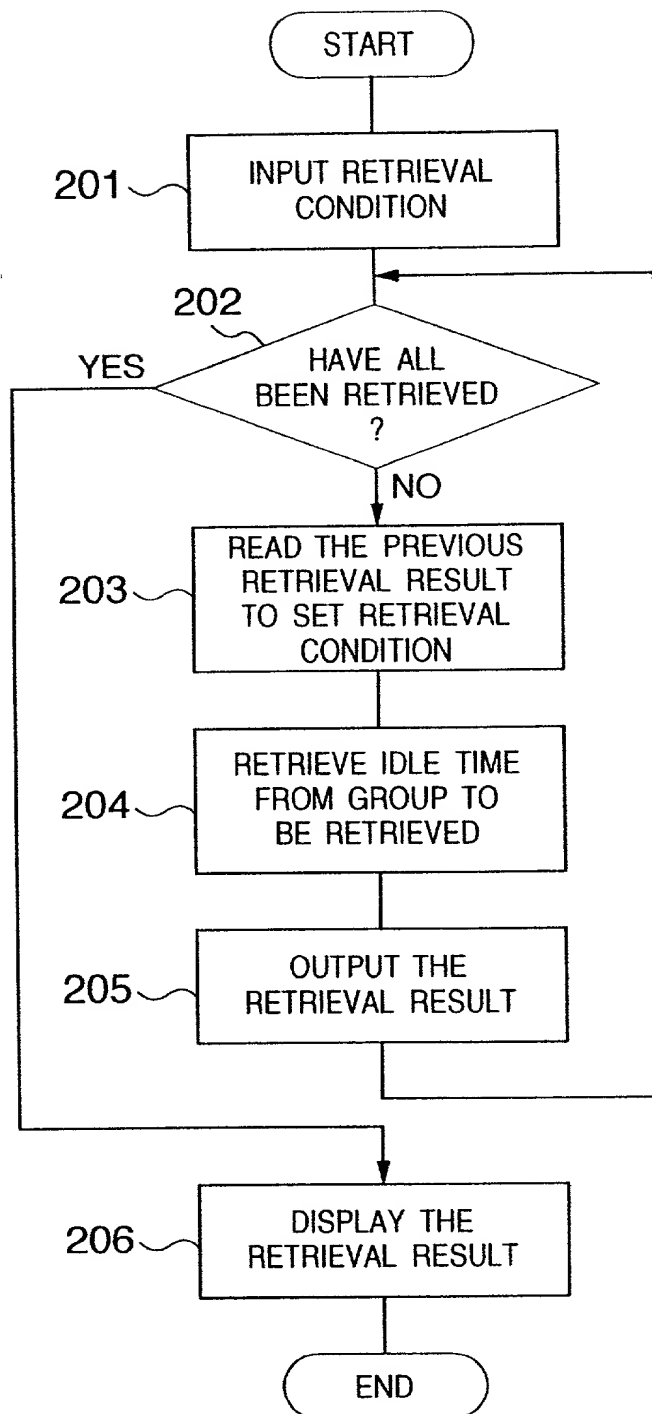 START
201
INPUT RETRIEVAL
CONDITION
202
YES
HAVE ALL
BEEN RETRIEVED
?
NO
203
READ THE PREVIOUS
RETRIEVAL RESULT
TO SET RETRIEVAL
CONDITION
204
RETRIEVE IDLE TIME
FROM GROUP TO
BE RETRIEVED
205
OUTPUT THE
RETRIEVAL RESULT
206
DISPLAY THE
RETRIEVAL RESULT
END